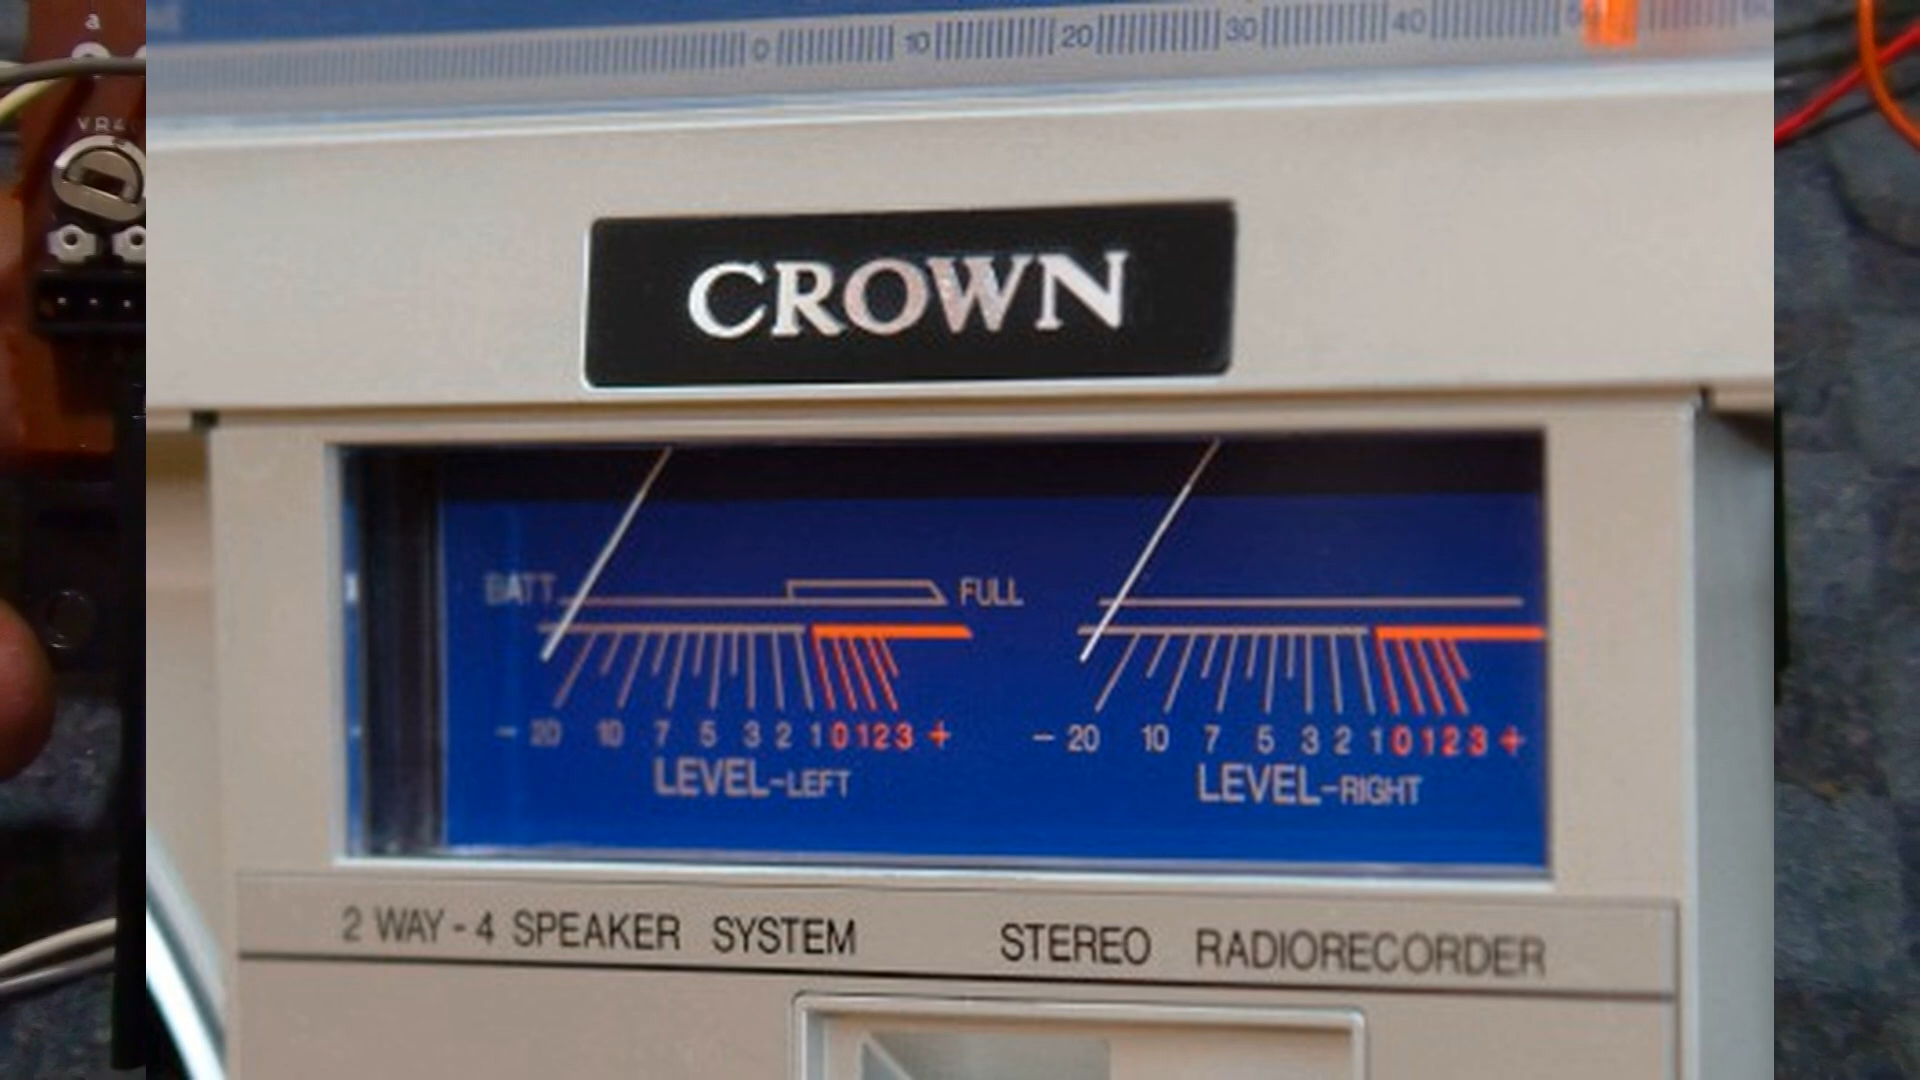 a
0 10 20 30 40
CROWN
BATT FULL
- 20 10 7 5 3 2 1 0 1 2 3 +
LEVEL-LEFT
- 20 10 7 5 3 2 1 0 1 2 3 +
LEVEL-RIGHT
2 WAY - 4 SPEAKER SYSTEM STEREO RADIORECORDER